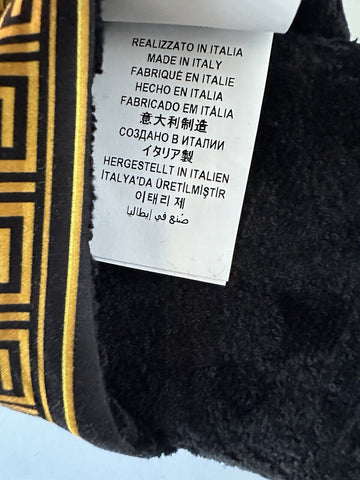 REALIZZATO IN ITALIA
MADE IN ITALY
FABRIQUÉ EN ITALIE
HECHO EN ITALIA
FABRICADO EM ITÁLIA
意大利制造
СОЗДАНО В ИТАЛИИ
イタリア製
HERGESTELLT IN ITALIEN
İTALYA'DA ÜRETİLMİŞTİR
이태리 제
صنع في إيطاليا